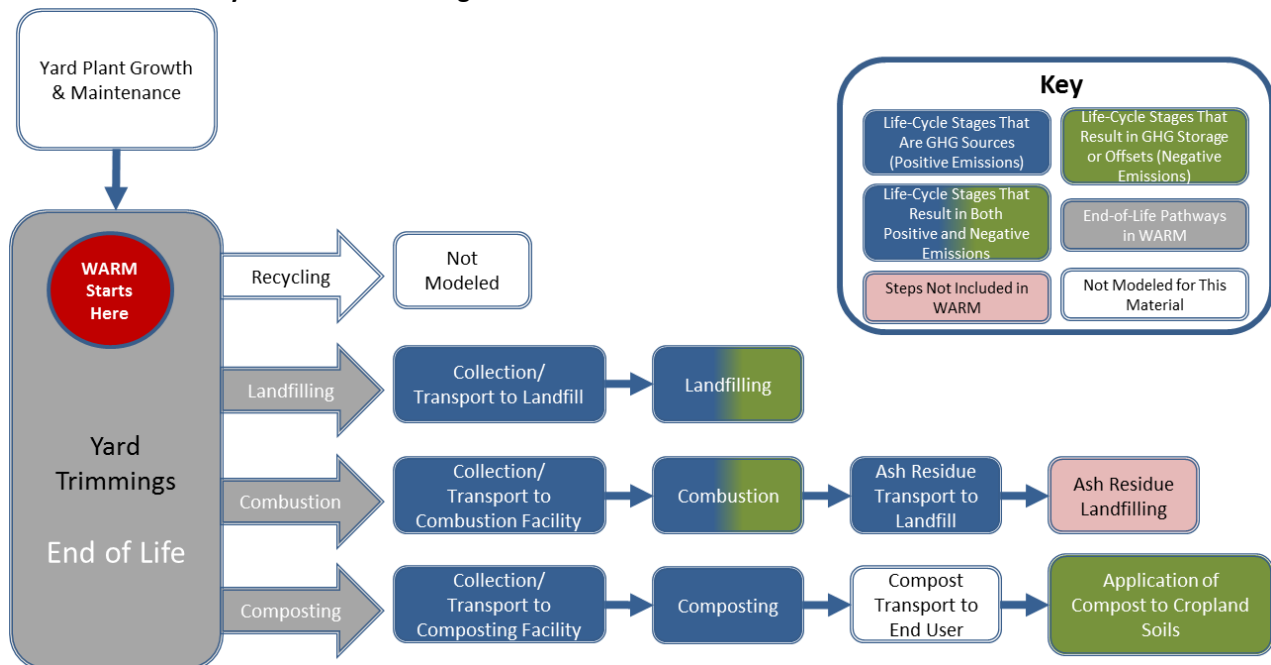 Yard Plant Growth
& Maintenance
Key
Life-Cycle Stages That
Are GHG Sources
(Positive Emissions)
Life-Cycle Stages That
Result in GHG Storage
or Offsets (Negative
Emissions)
Life-Cycle Stages That
Result in Both
Positive and Negative
Emissions
End-of-Life Pathways
in WARM
Steps Not Included in
WARM
Not Modeled for This
Material
WARM
Starts
Here
Yard
Trimmings
End of Life
Recycling
Not
Modeled
Landfilling
Collection/
Transport to Landfill
Landfilling
Combustion
Collection/
Transport to
Combustion Facility
Combustion
Ash Residue
Transport to
Landfill
Ash Residue
Landfilling
Composting
Collection/
Transport to
Composting Facility
Composting
Compost
Transport to
End User
Application of
Compost to Cropland
Soils